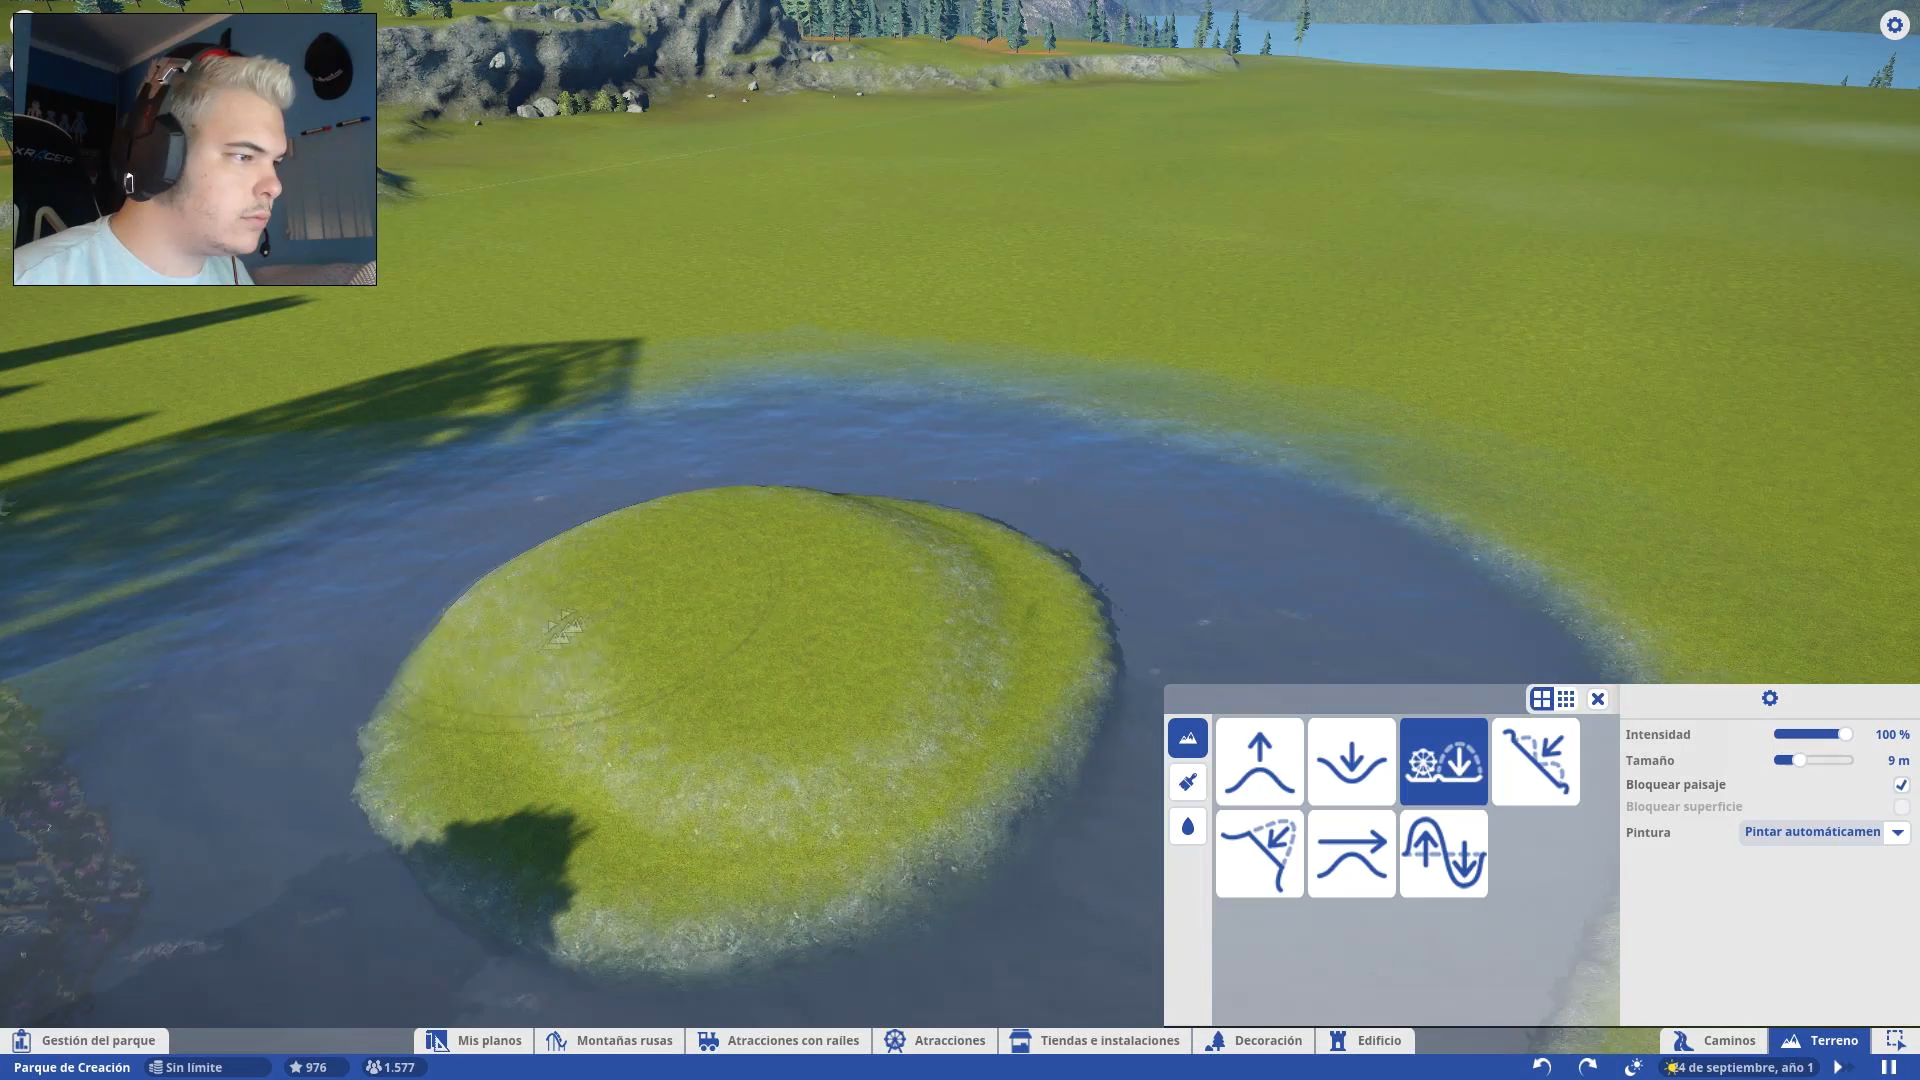 XRACER
Intensidad 100 %
Tamaño 9 m
Bloquear paisaje
Bloquear superficie
Pintura Pintar automáticamen
Gestión del parque Mis planos Montañas rusas Atracciones con raíles Atracciones Tiendas e instalaciones Decoración Edificio Caminos Terreno
Parque de Creación Sin límite 976 1.577 4 de septiembre, año 1